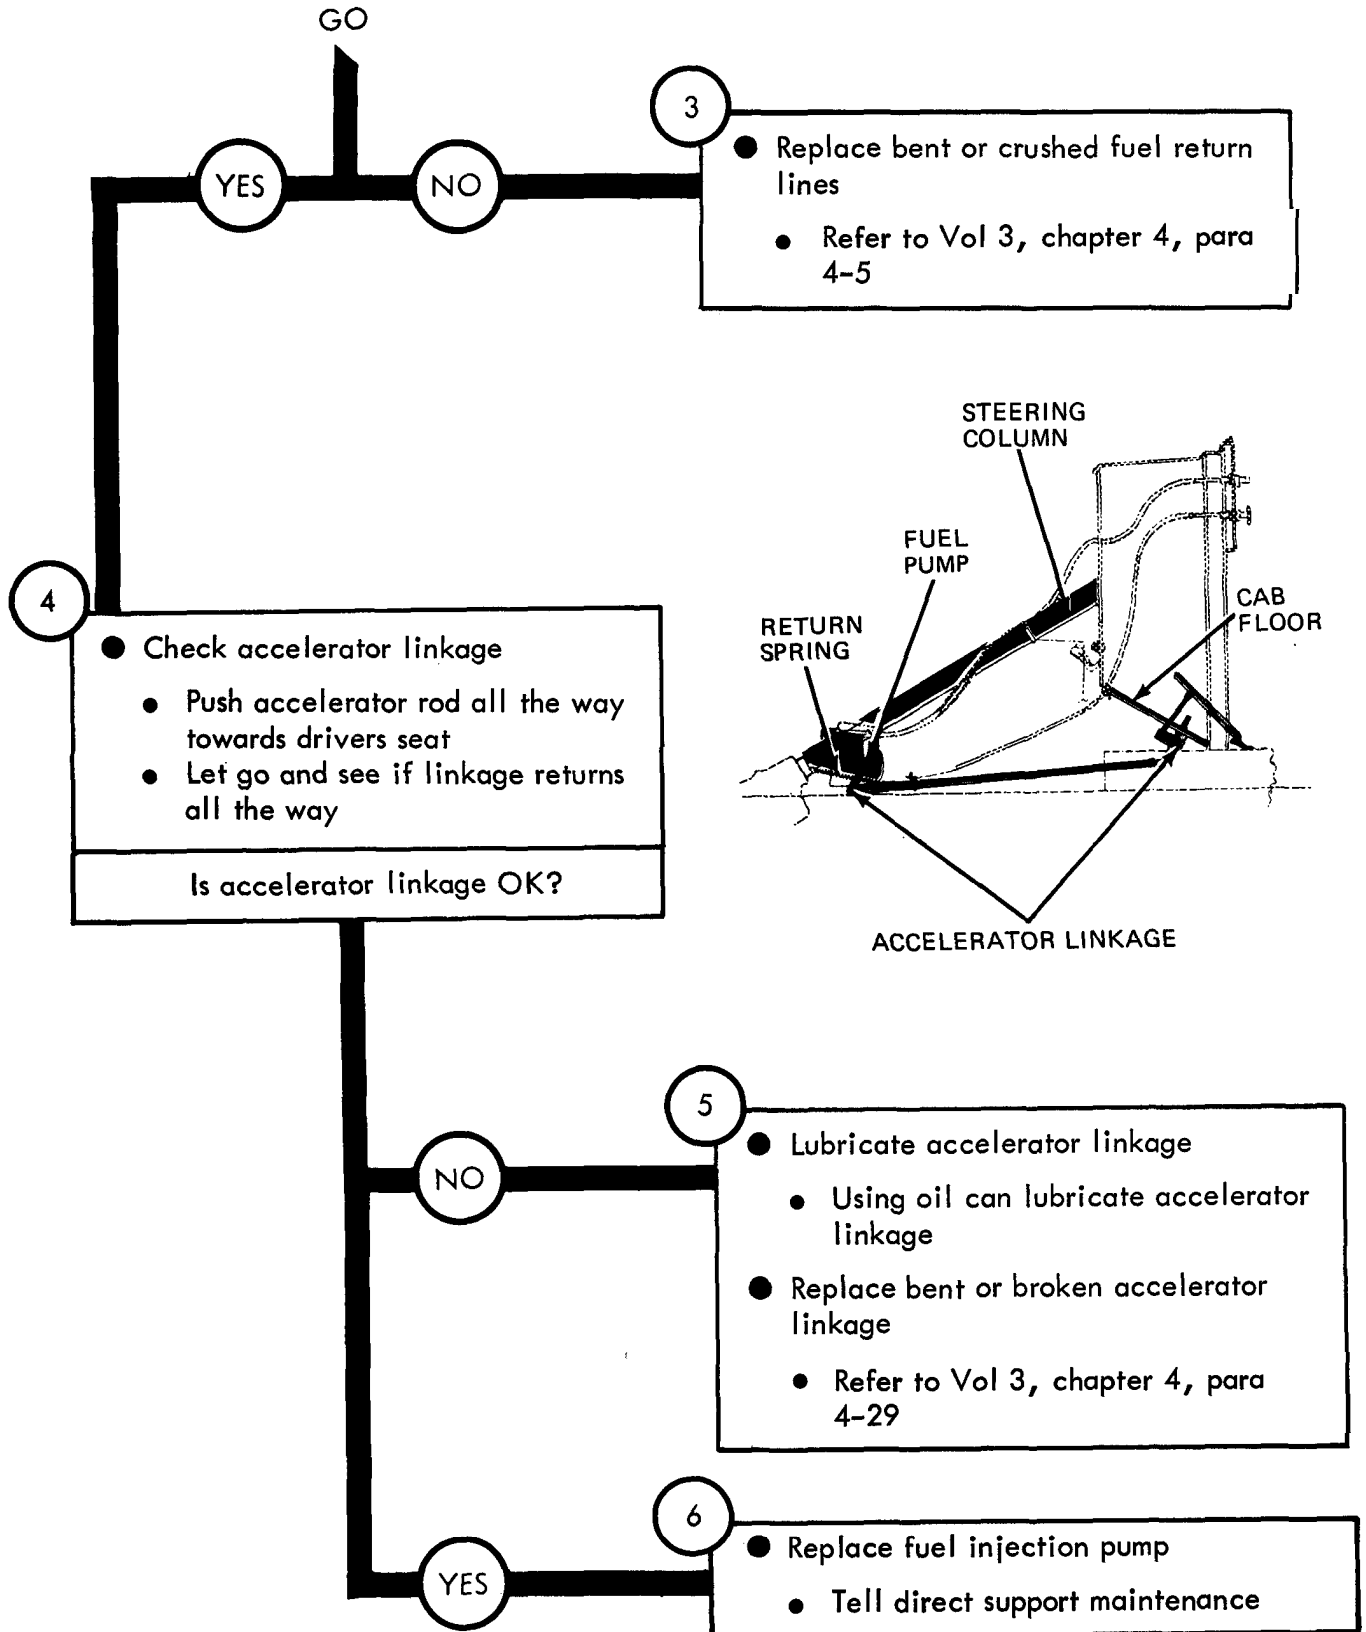 GO
YES
NO
3
● Replace bent or crushed fuel return
lines
● Refer to Vol 3, chapter 4, para
4-5
STEERING
COLUMN
FUEL
PUMP
RETURN
SPRING
CAB
FLOOR
ACCELERATOR LINKAGE
4
● Check accelerator linkage
● Push accelerator rod all the way
towards drivers seat
● Let go and see if linkage returns
all the way
Is accelerator linkage OK?
NO
5
● Lubricate accelerator linkage
● Using oil can lubricate accelerator
linkage
● Replace bent or broken accelerator
linkage
● Refer to Vol 3, chapter 4, para
4-29
YES
6
● Replace fuel injection pump
● Tell direct support maintenance